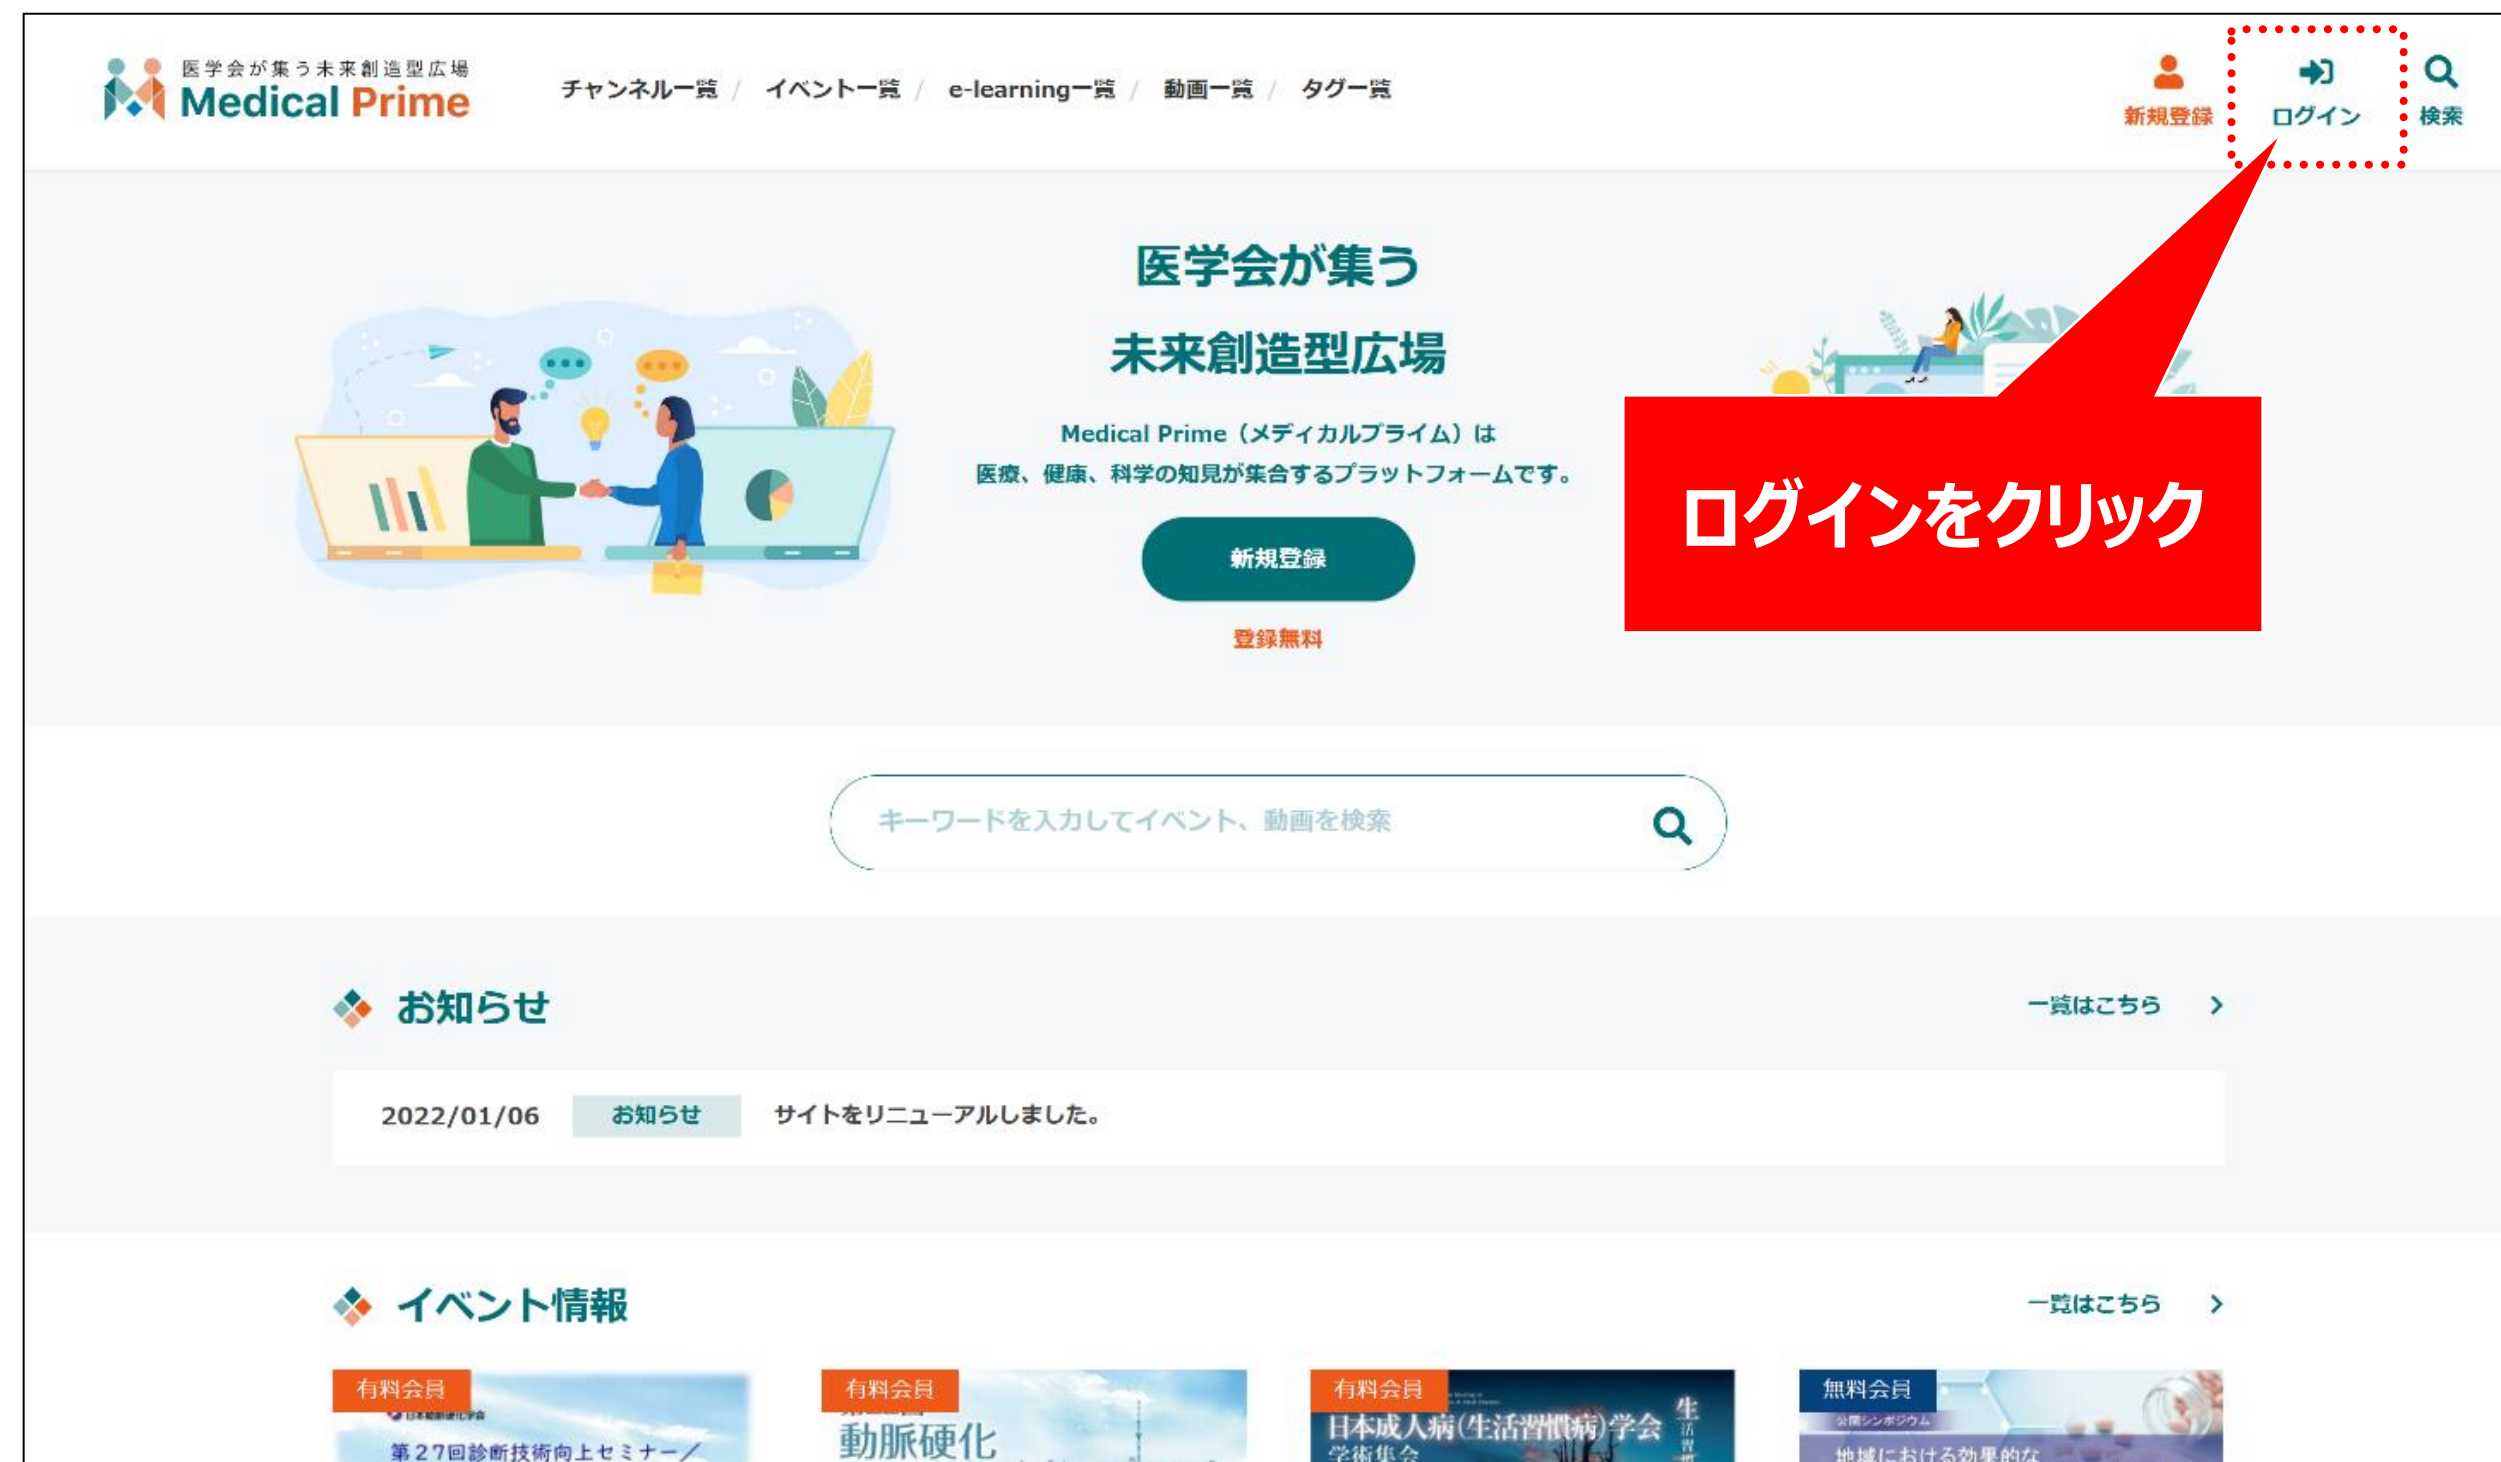 医学会が集う未来創造型広場
Medical Prime
チャンネル一覧 / イベント一覧 / e-learning一覧 / 動画一覧 / タグ一覧
新規登録
ログイン
検索
医学会が集う
未来創造型広場
Medical Prime（メディカルプライム）は
医療、健康、科学の知見が集合するプラットフォームです。
新規登録
登録無料
ログインをクリック
キーワードを入力してイベント、動画を検索
お知らせ
一覧はこちら
2022/01/06 お知らせ サイトをリニューアルしました。
イベント情報
一覧はこちら
有料会員
日本動脈硬化学会
第27回診断技術向上セミナー／
有料会員
動脈硬化
有料会員
日本成人病(生活習慣病)学会
学術集会
無料会員
公開シンポジウム
地域における効果的な